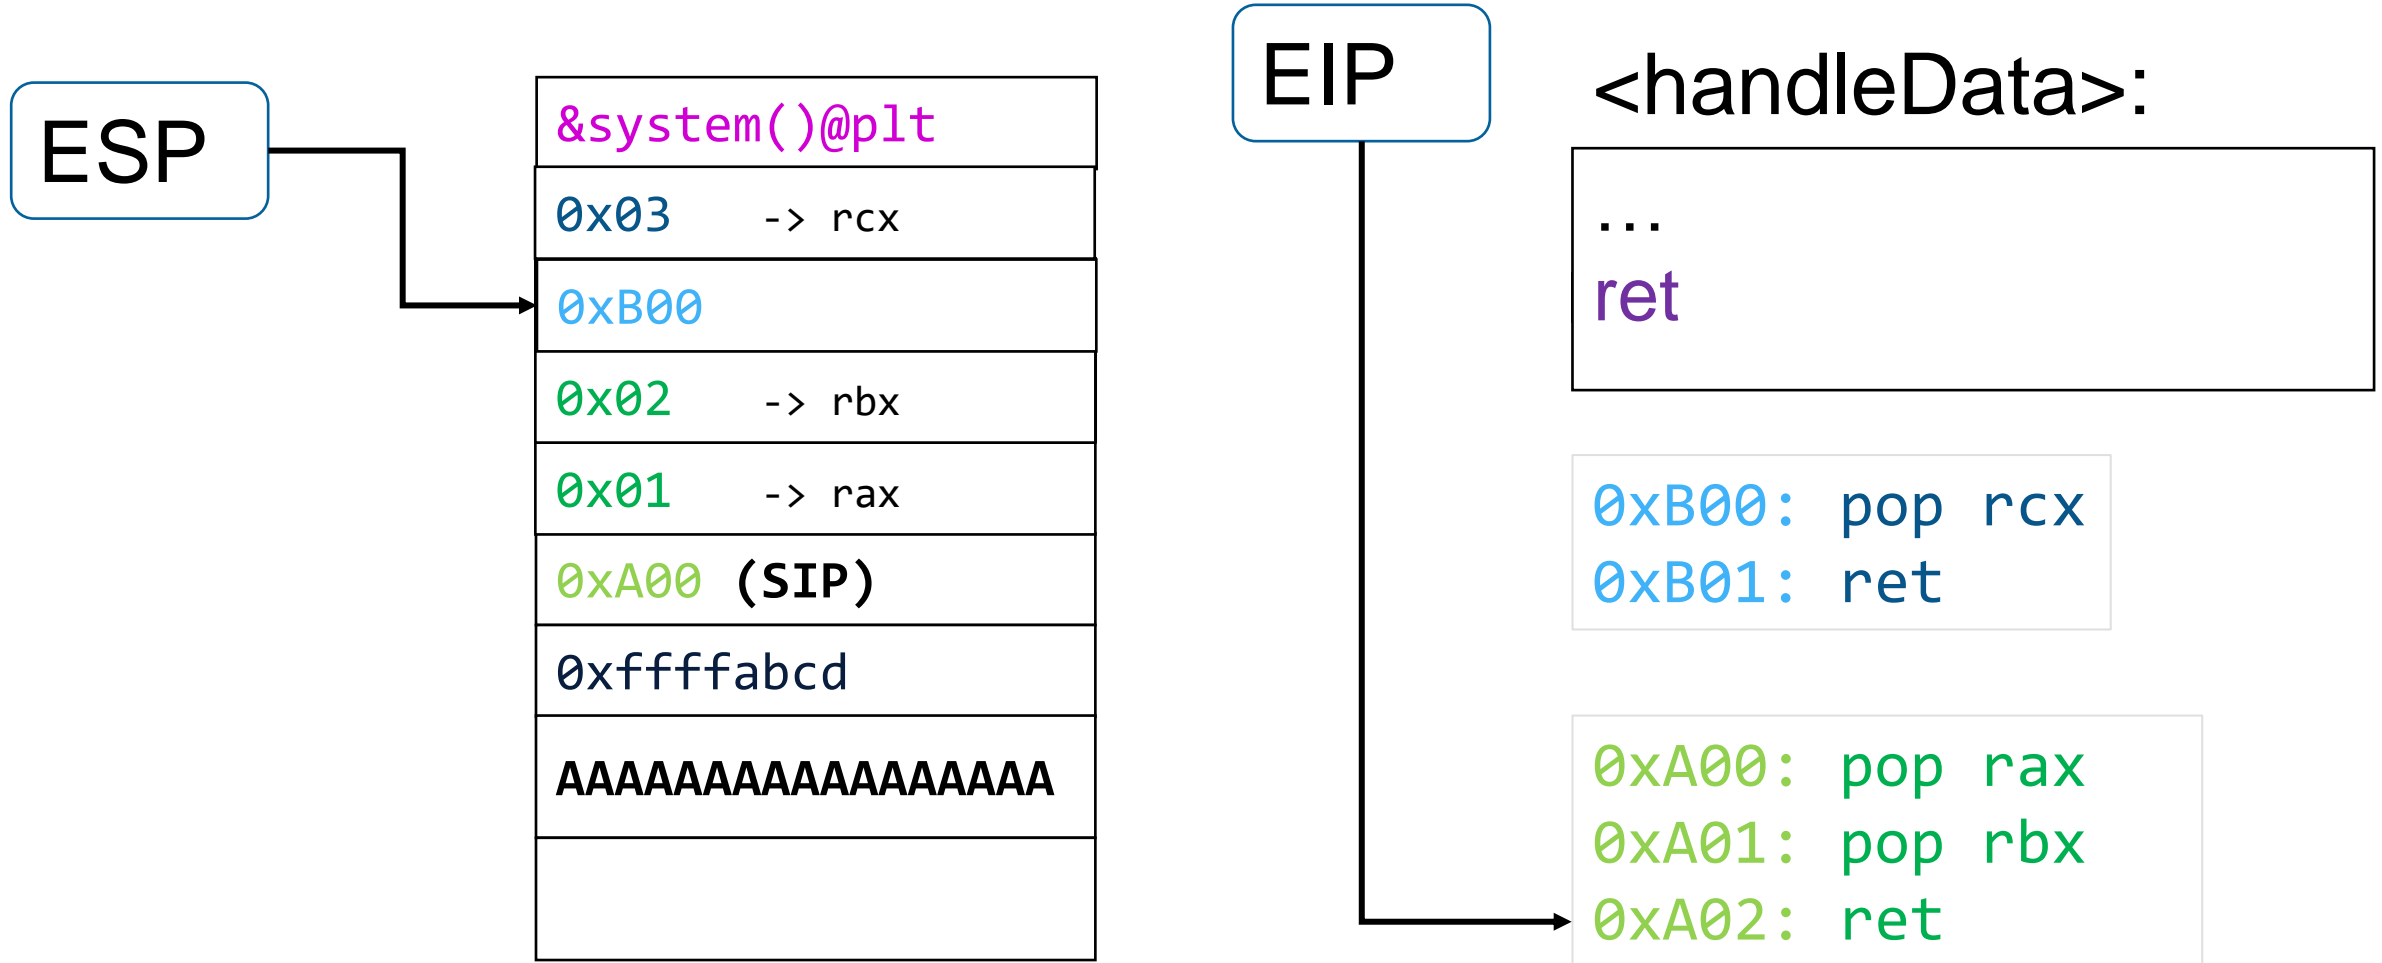 ESP
&system()@plt
0x03 -> rcx
0xB00
0x02 -> rbx
0x01 -> rax
0xA00 (SIP)
0xffffabcd
AAAAAAAAAAAAAAAAA
EIP
<handleData>:
...
ret
0xB00: pop rcx
0xB01: ret
0xA00: pop rax
0xA01: pop rbx
0xA02: ret